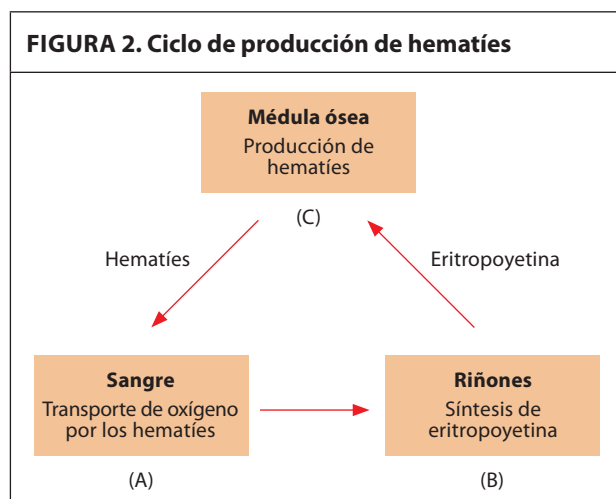 FIGURA 2. Ciclo de producción de hematíes
Médula ósea
Producción de
hematíes
(C)
Hematíes
Eritropoyetina
Sangre
Transporte de oxígeno
por los hematíes
(A)
Riñones
Síntesis de
eritropoyetina
(B)